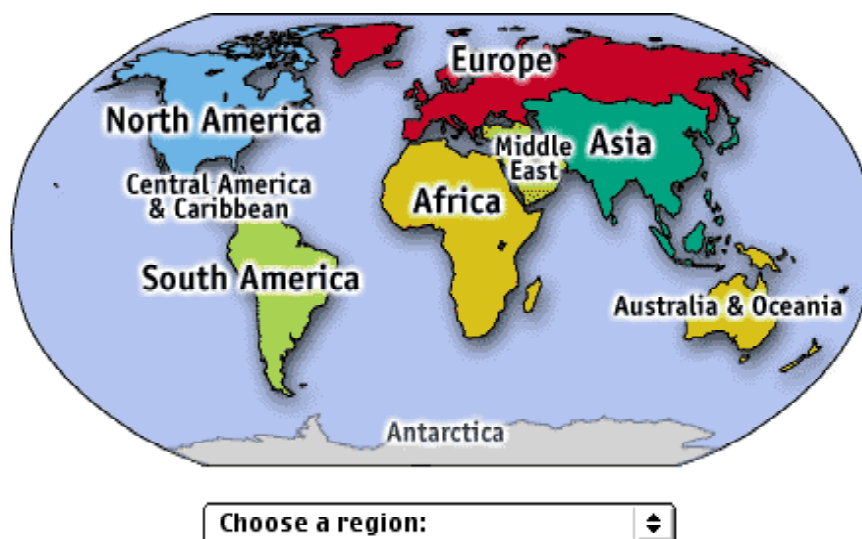 Europe
North America
Middle
East
Asia
Central America
& Caribbean
Africa
South America
Australia & Oceania
Antarctica
Choose a region: